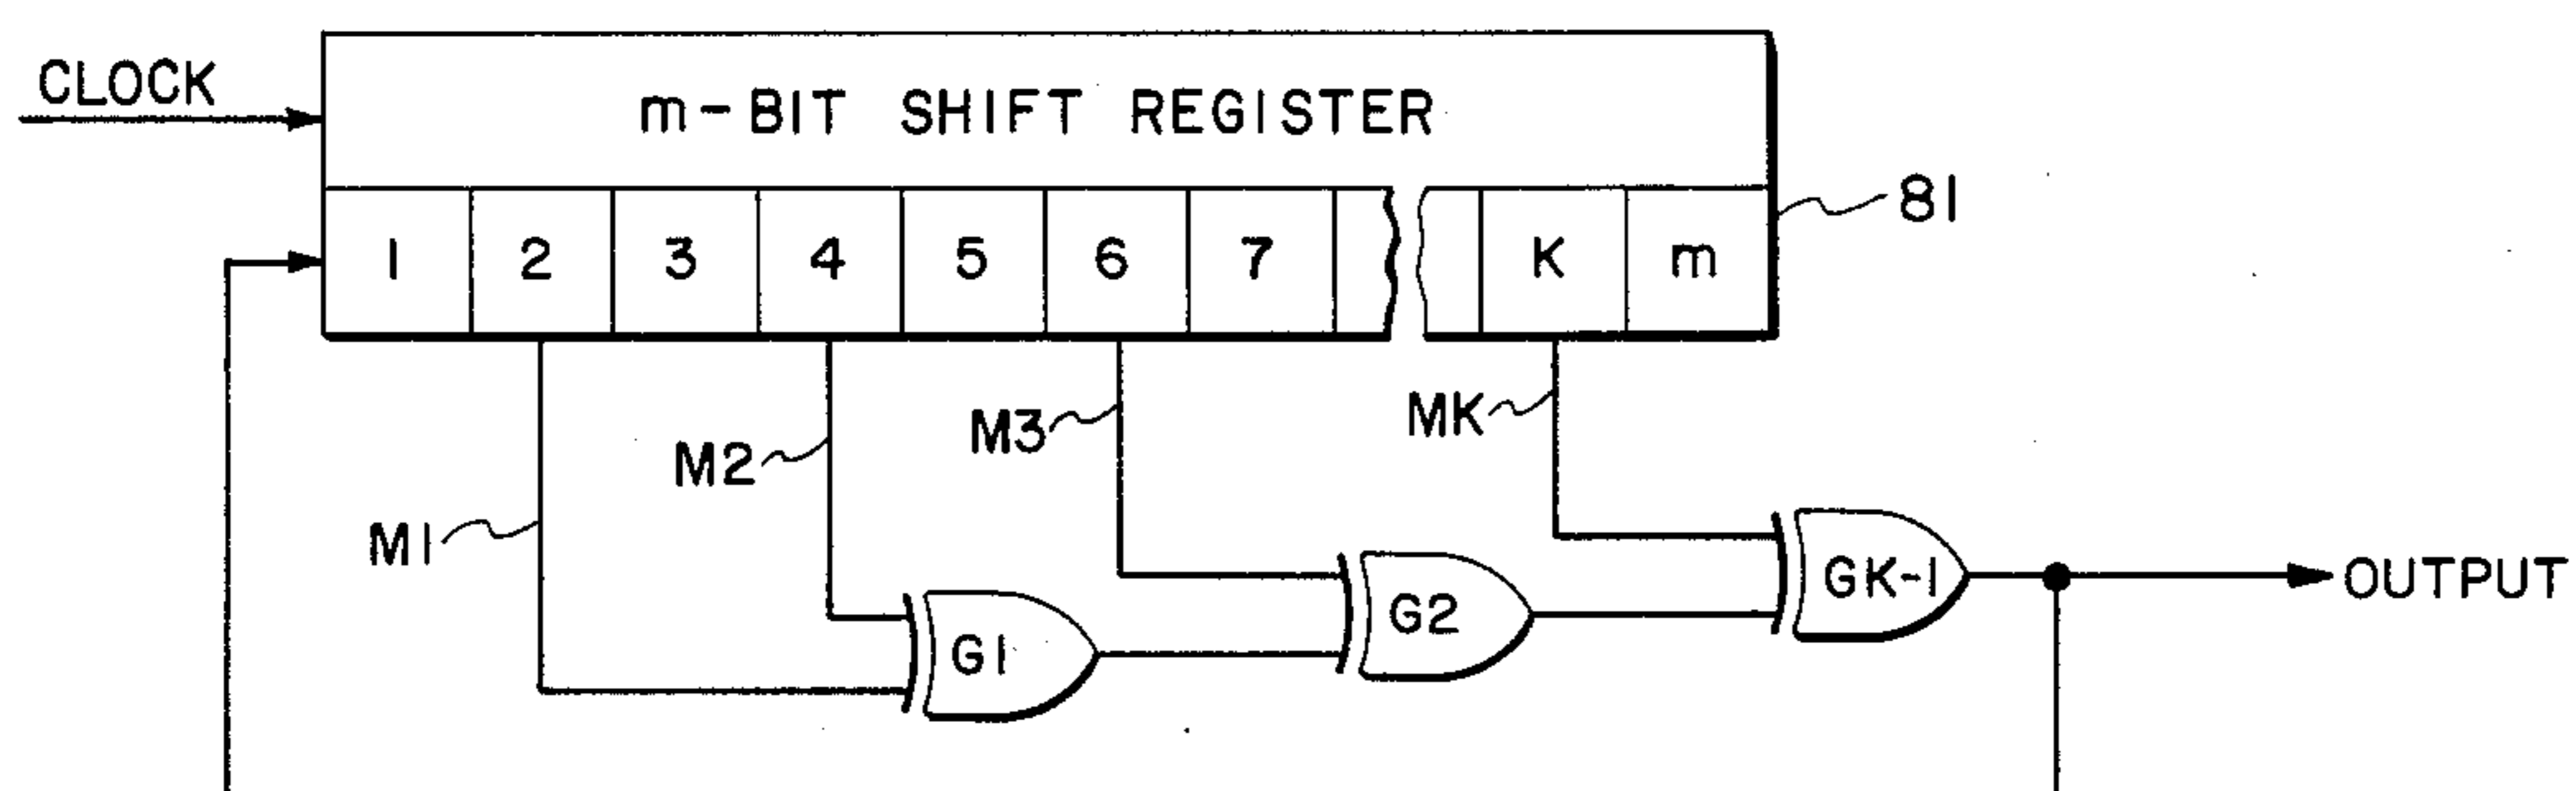 CLOCK
m-BIT SHIFT REGISTER
1 2 3 4 5 6 7 K m
81
M1
M2
M3
MK
G1
G2
GK-1
OUTPUT